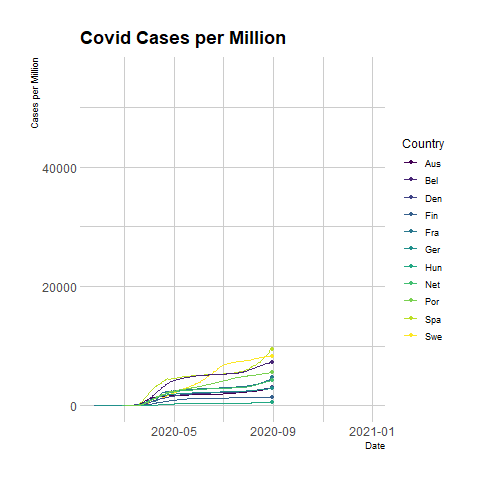 Covid Cases per Million
Cases per Million
40000
20000
0
2020-05
2020-09
2021-01
Date
Country
Aus
Bel
Den
Fin
Fra
Ger
Hun
Net
Por
Spa
Swe